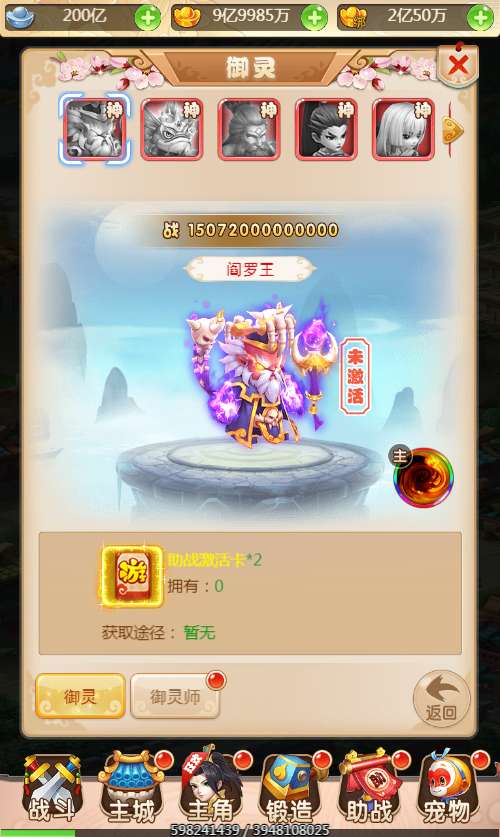 200亿 9亿9985万 2亿50万
御灵
神 神 神 神 神
战 15072000000000
阎罗王
未激活
主
游
助战激活卡*2
拥有：0
获取途径：暂无
御灵 御灵师
返回
战斗 主城 主角 锻造 助战 宠物
598241439 / 3948108025